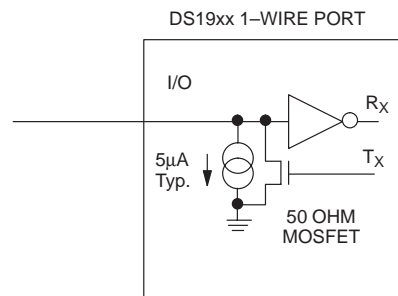 DS19xx 1–WIRE PORT
I/O
RX
5µA
Typ.
TX
50 OHM
MOSFET